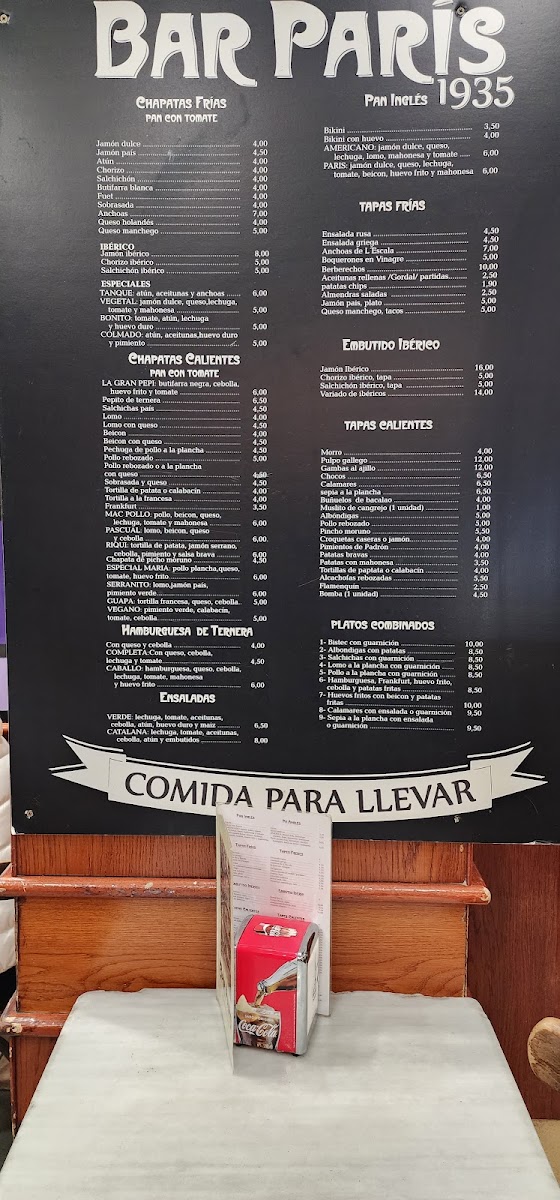 BAR PARÍS
1935
CHAPATAS FRÍAS
PAN CON TOMATE
Jamón dulce 4,00
Jamón país 4,50
Atún 4,00
Chorizo 4,00
Salchichón 4,00
Butifarra blanca 4,00
Fuet 4,00
Sobrasada 4,00
Anchoas 7,00
Queso holandés 4,00
Queso manchego 5,00
IBÉRICO
Jamón ibérico 8,00
Chorizo ibérico 5,00
Salchichón ibérico 5,00
ESPECIALES
TANQUE: atún, aceitunas y anchoas 6,00
VEGETAL: jamón dulce, queso,lechuga,
tomate y mahonesa 5,00
BONITO: tomate, atún, lechuga
y huevo duro 5,00
COLMADO: atún, aceitunas,huevo duro
y pimiento 5,00
CHAPATAS CALIENTES
PAN CON TOMATE
LA GRAN PEPI: butifarra negra, cebolla,
huevo frito y tomate 6,00
Pepito de ternera 6,50
Salchichas país 4,50
Lomo 4,00
Lomo con queso 4,50
Beicon 4,00
Beicon con queso 4,50
Pechuga de pollo a la plancha 4,50
Pollo rebozado 5,00
Pollo rebozado o a la plancha
con queso 4,50
Sobrasada y queso 4,50
Tortilla de patata o calabacín 4,00
Tortilla a la francesa 4,00
Frankfurt 3,50
MAC POLLO: pollo, beicon, queso,
lechuga, tomate y mahonesa 6,00
PASCUAL: lomo, beicon, queso
y cebolla 6,00
RIQUI: tortilla de patata, jamón serrano,
cebolla, pimiento y salsa brava 6,00
Chapata de pincho moruno 4,50
ESPECIAL MARIA: pollo plancha,queso,
tomate, huevo frito 6,00
SERRANITO: lomo,jamón país,
pimiento verde 6,00
GUAPA: tortilla francesa, queso, cebolla 5,00
VEGANO: pimiento verde, calabacín,
tomate, cebolla 5,00
HAMBURGUESA DE TERNERA
Con queso y cebolla 4,00
COMPLETA:Con queso, cebolla,
lechuga y tomate 4,50
CABALLO: hamburguesa, queso, cebolla,
lechuga, tomate, mahonesa
y huevo frito 6,00
ENSALADAS
VERDE: lechuga, tomate, aceitunas,
cebolla, atún, huevo duro y maiz 6,50
CATALANA: lechuga, tomate, aceitunas,
cebolla, atún y embutidos 8,00
PAN INGLÉS
Bikini 3,50
Bikini con huevo 4,00
AMERICANO: jamón dulce, queso,
lechuga, lomo, mahonesa y tomate 6,00
PARIS: jamón dulce, queso, lechuga,
tomate, beicon, huevo frito y mahonesa 6,00
TAPAS FRÍAS
Ensalada rusa 4,50
Ensalada griega 4,50
Anchoas de L'Escala 7,00
Boquerones en Vinagre 5,00
Berberechos 10,00
Aceitunas rellenas /Gordal/ partidas 2,50
patatas chips 1,90
Almendras saladas 2,50
Jamón país, plato 5,00
Queso manchego, tacos 5,00
EMBUTIDO IBÉRICO
Jamón Ibérico 16,00
Chorizo ibérico, tapa 5,00
Salchichón ibérico, tapa 5,00
Variado de ibéricos 14,00
TAPAS CALIENTES
Morro 4,00
Pulpo gallego 12,00
Gambas al ajillo 12,00
Chocos 6,50
Calamares 6,50
sepia a la plancha 6,50
Buñuelos de bacalao 4,00
Muslito de cangrejo (1 unidad) 1,00
Albóndigas 5,00
Pollo rebozado 5,00
Pincho moruno 5,50
Croquetas caseras o jamón 4,00
Pimientos de Padrón 4,00
Patatas bravas 4,00
Patatas con mahonesa 3,50
Tortillas de paptata o calabacín 4,00
Alcachofas rebozadas 5,50
Flamenquín 2,50
Bomba (1 unidad) 4,50
PLATOS COMBINADOS
1- Bistec con guarnición 10,00
2- Albondigas con patatas 8,50
3- Salchichas con guarnición 8,50
4- Lomo a la plancha con guarnición 8,50
5- Pollo a la plancha con guarnición 8,50
6- Hamburguesa, Frankfurt, huevo frito,
cebolla y patatas fritas 8,50
7- Huevos fritos con beicon y patatas
fritas 10,00
8- Calamares con ensalada o guarnición 9,50
9- Sepia a la plancha con ensalada
o guarnición 9,50
COMIDA PARA LLEVAR
Coca-Cola